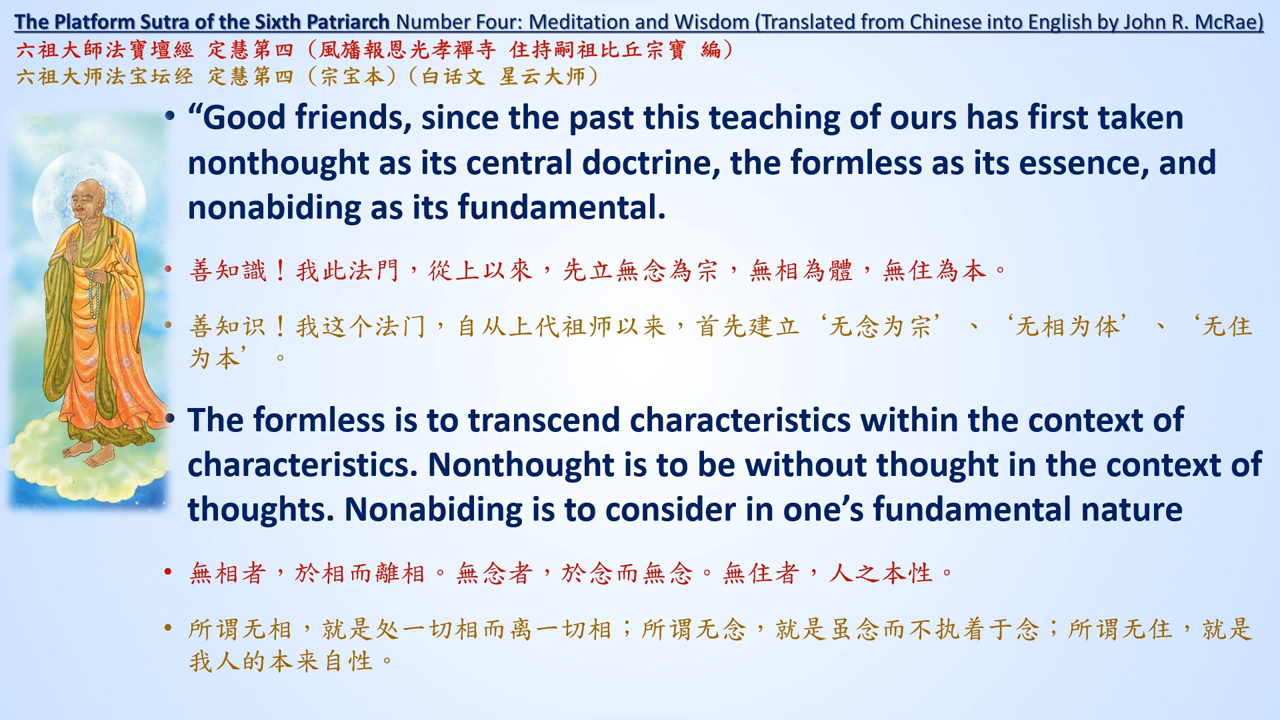 The Platform Sutra of the Sixth Patriarch Number Four: Meditation and Wisdom (Translated from Chinese into English by John R. McRae)
六祖大師法寶壇經 定慧第四 (風旛報恩光孝禪寺 住持嗣祖比丘宗寶 編)
六祖大师法宝坛经 定慧第四 (宗宝本) (白话文 星云大师)
• “Good friends, since the past this teaching of ours has first taken
nonthought as its central doctrine, the formless as its essence, and
nonabiding as its fundamental.
• 善知識！我此法門，從上以來，先立無念為宗，無相為體，無住為本。
• 善知识！我这个法门，自从上代祖师以来，首先建立‘无念为宗’、‘无相为体’、‘无住
为本’。
• The formless is to transcend characteristics within the context of
characteristics. Nonthought is to be without thought in the context of
thoughts. Nonabiding is to consider in one’s fundamental nature
• 無相者，於相而離相。無念者，於念而無念。無住者，人之本性。
• 所谓无相，就是处一切相而离一切相；所谓无念，就是虽念而不执着于念；所谓无住，就是
我人的本来自性。